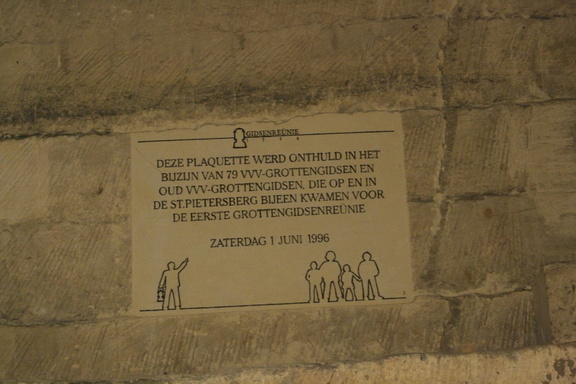 GIDSENREÜNIE
DEZE PLAQUETTE WERD ONTHULD IN HET
BIJZIJN VAN 79 VVV-GROTTENGIDSEN EN
OUD VVV-GROTTENGIDSEN, DIE OP EN IN
DE ST.PIETERSBERG BIJEEN KWAMEN VOOR
DE EERSTE GROTTENGIDSENREÜNIE
ZATERDAG 1 JUNI 1996